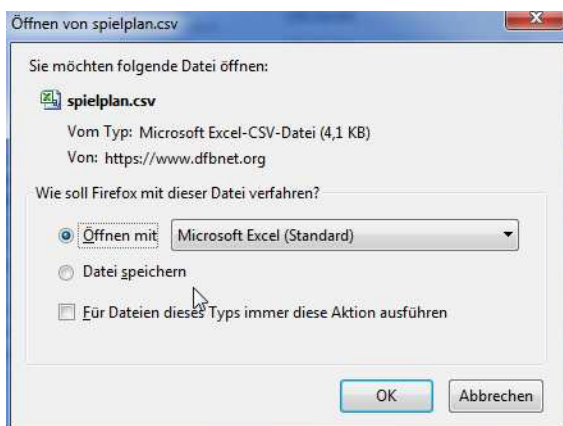 Öffnen von spielplan.csv
Sie möchten folgende Datei öffnen:
spielplan.csv
Vom Typ: Microsoft Excel-CSV-Datei (4,1 KB)
Von: https://www.dfbnet.org
Wie soll Firefox mit dieser Datei verfahren?
Öffnen mit Microsoft Excel (Standard)
Datei speichern
Für Dateien dieses Typs immer diese Aktion ausführen
OK Abbrechen